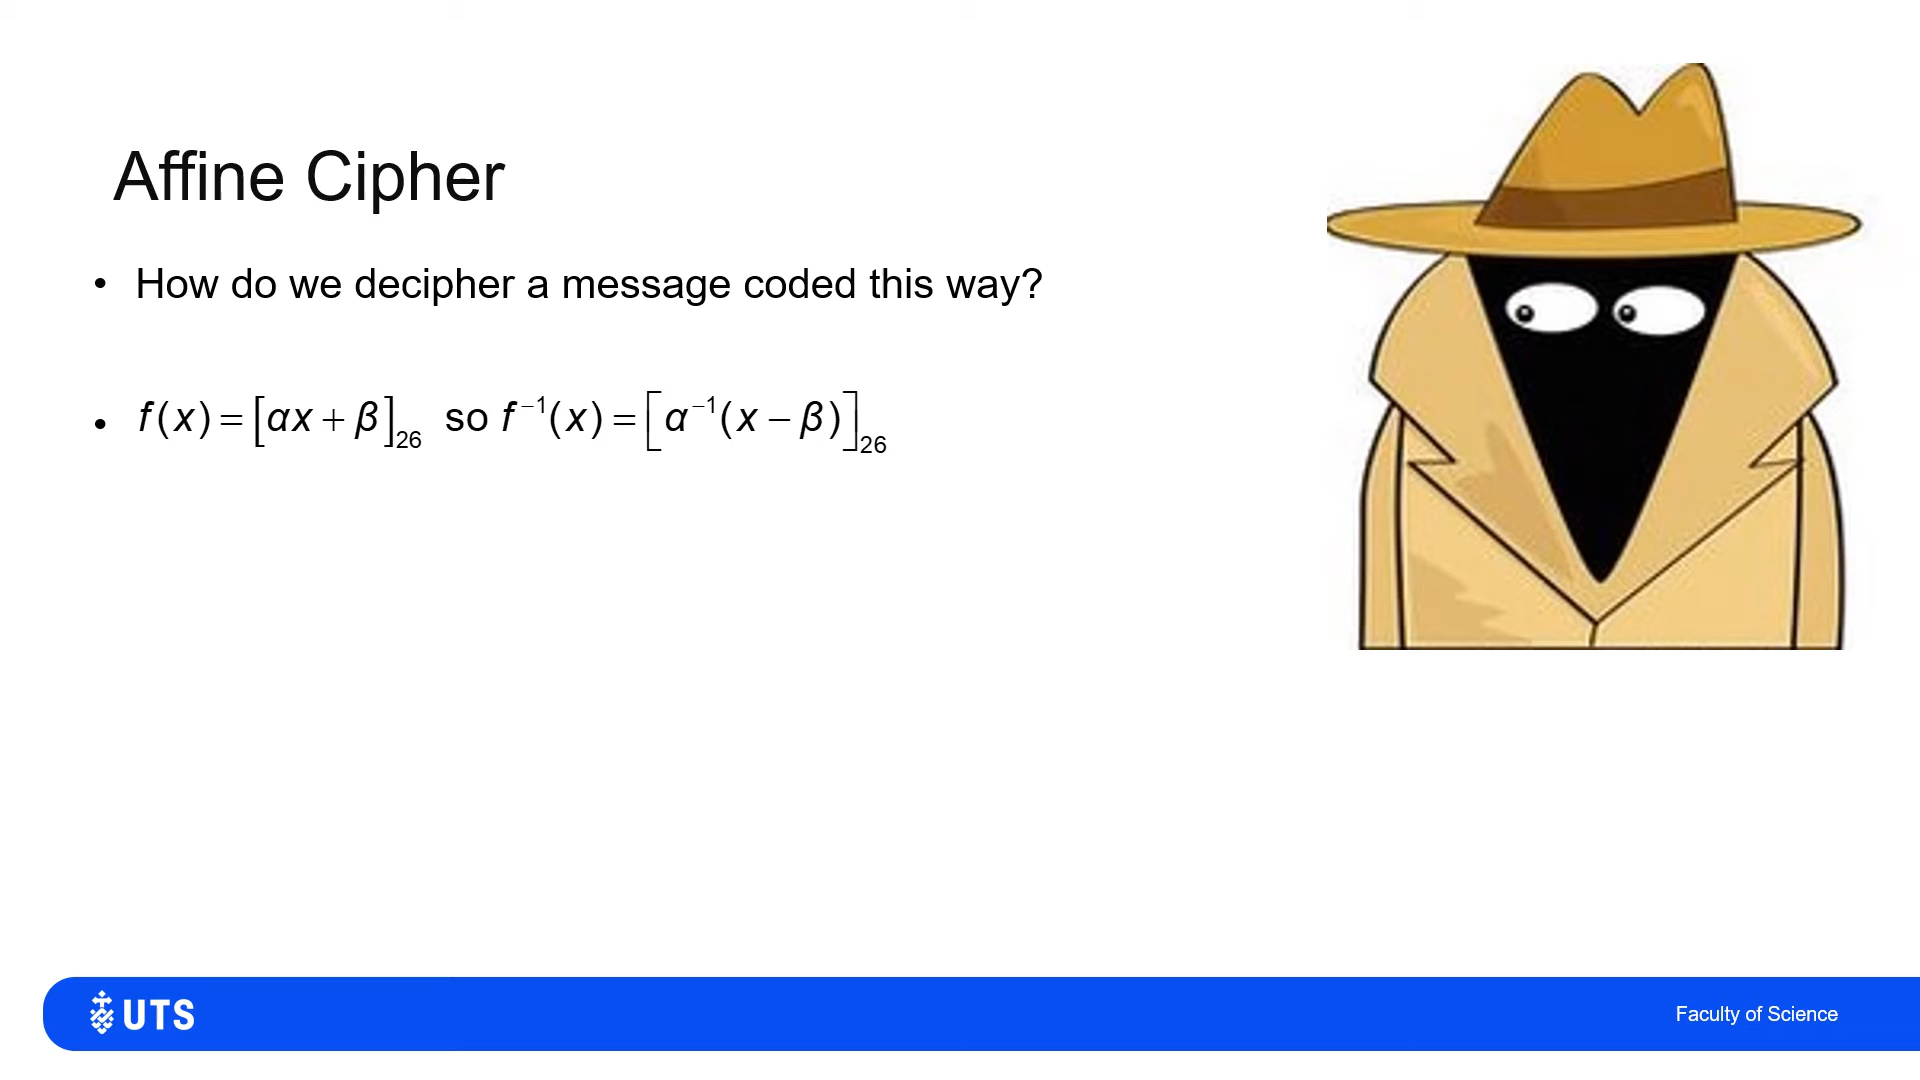 Affine Cipher
• How do we decipher a message coded this way?
• f(x) = [αx + β]₂₆ so f⁻¹(x) = [α⁻¹(x − β)]₂₆
UTS
Faculty of Science